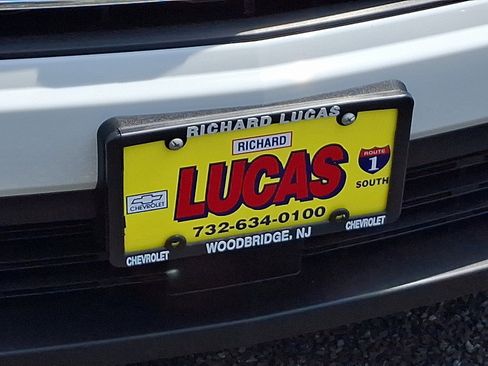 RICHARD LUCAS
RICHARD
LUCAS
ROUTE
1
SOUTH
CHEVROLET
732-634-0100
WOODBRIDGE, NJ
CHEVROLET
CHEVROLET